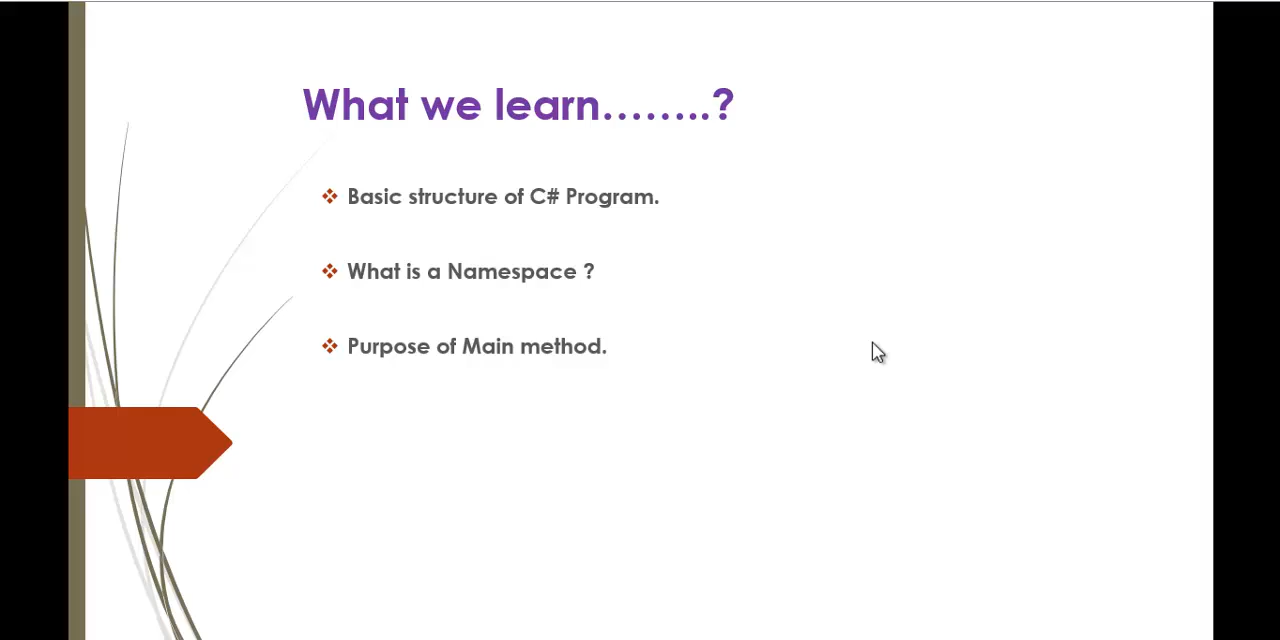 What we learn……..?
Basic structure of C# Program.
What is a Namespace ?
Purpose of Main method.